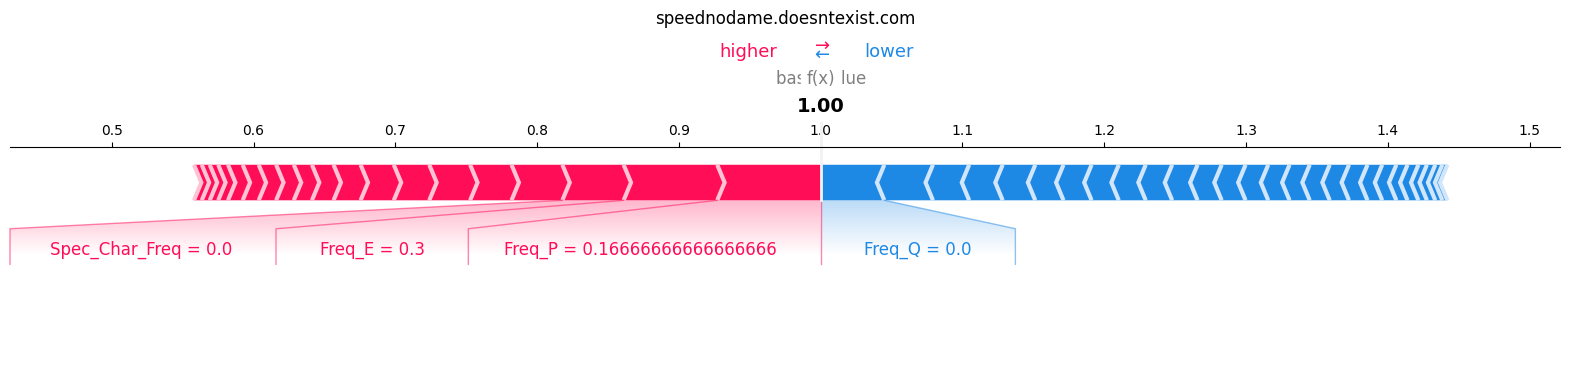 speednodame.doesntexist.com
higher ⇄ lower
f(x) lue
1.00
0.5 0.6 0.7 0.8 0.9 1.0 1.1 1.2 1.3 1.4 1.5
Spec_Char_Freq = 0.0 Freq_E = 0.3 Freq_P = 0.16666666666666666 Freq_Q = 0.0